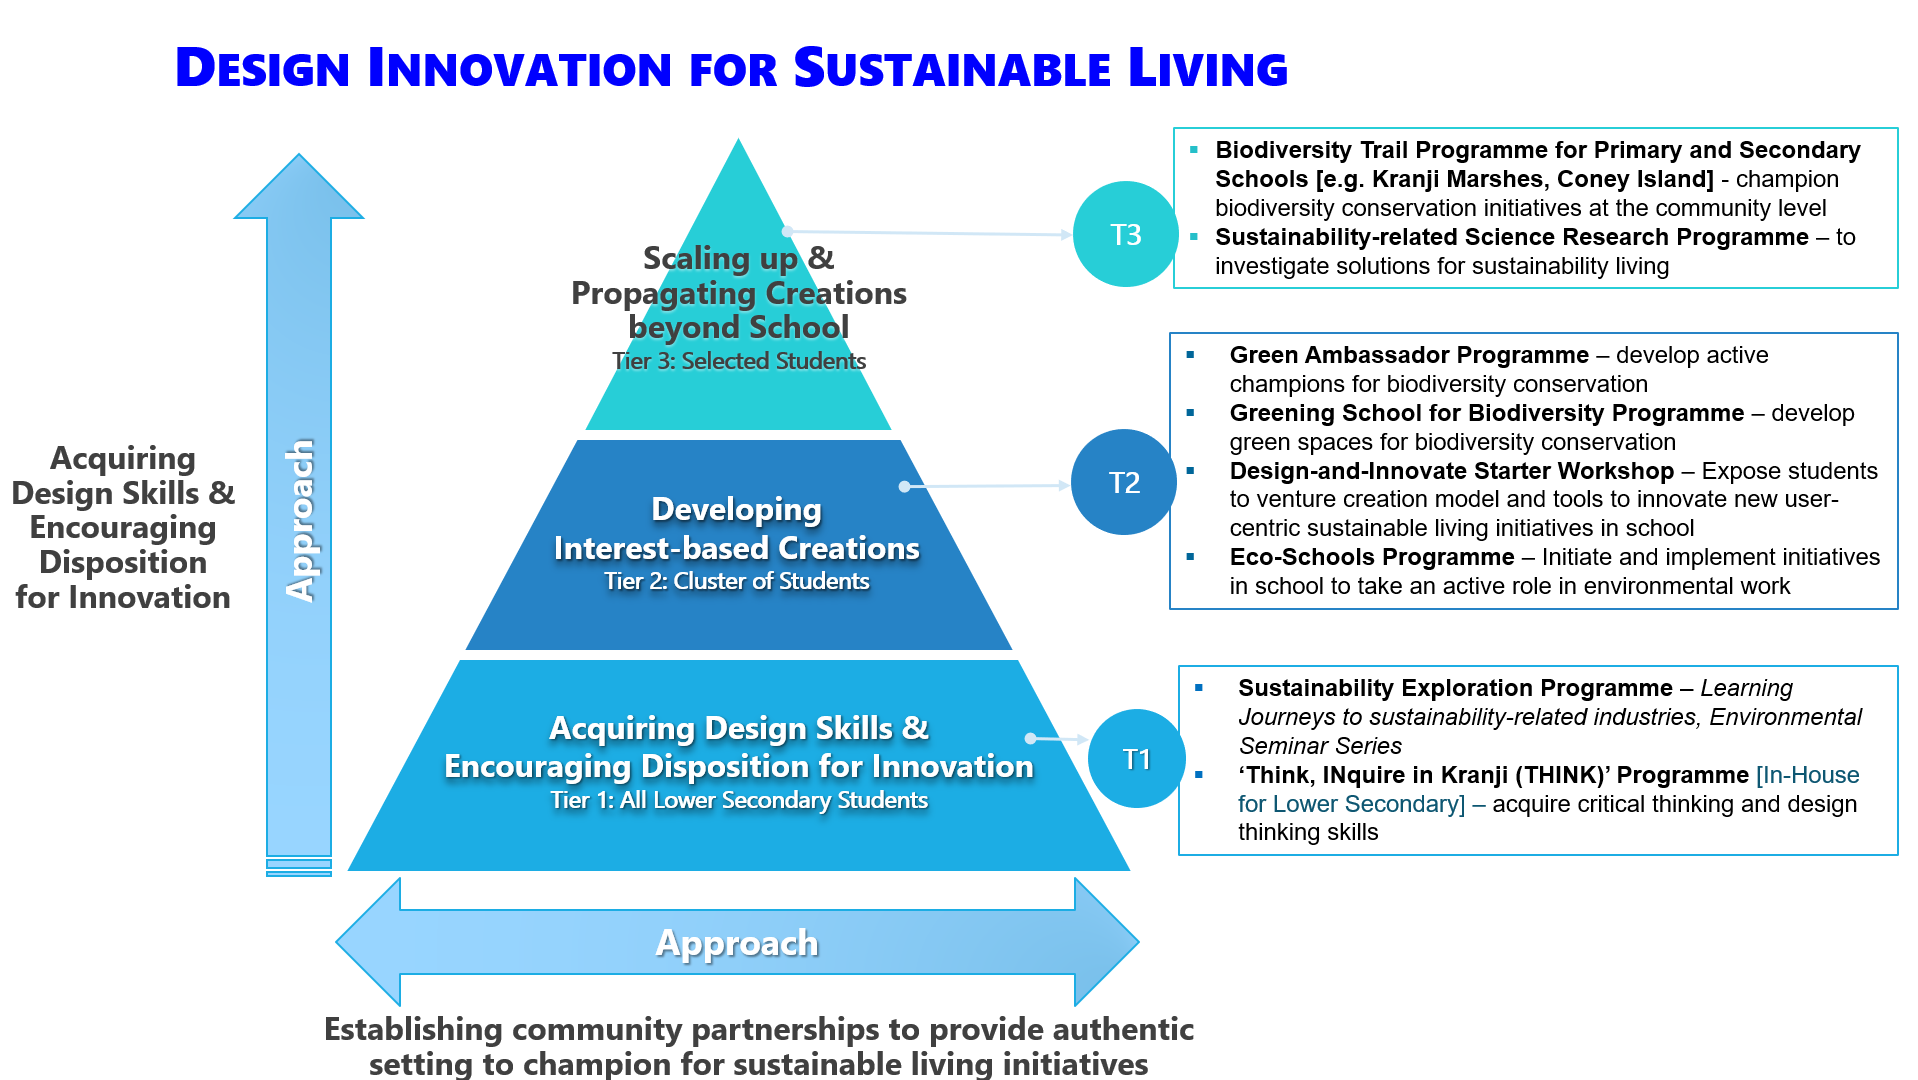 DESIGN INNOVATION FOR SUSTAINABLE LIVING
Acquiring
Design Skills &
Encouraging
Disposition
for Innovation
Approach
Scaling up &
Propagating Creations
beyond School
Tier 3: Selected Students
Developing
Interest-based Creations
Tier 2: Cluster of Students
Acquiring Design Skills &
Encouraging Disposition for Innovation
Tier 1: All Lower Secondary Students
T3
▪ Biodiversity Trail Programme for Primary and Secondary
Schools [e.g. Kranji Marshes, Coney Island] - champion
biodiversity conservation initiatives at the community level
▪ Sustainability-related Science Research Programme – to
investigate solutions for sustainability living
T2
▪ Green Ambassador Programme – develop active
champions for biodiversity conservation
▪ Greening School for Biodiversity Programme – develop
green spaces for biodiversity conservation
▪ Design-and-Innovate Starter Workshop – Expose students
to venture creation model and tools to innovate new user-
centric sustainable living initiatives in school
▪ Eco-Schools Programme – Initiate and implement initiatives
in school to take an active role in environmental work
T1
▪ Sustainability Exploration Programme – Learning
Journeys to sustainability-related industries, Environmental
Seminar Series
▪ ‘Think, INquire in Kranji (THINK)’ Programme [In-House
for Lower Secondary] – acquire critical thinking and design
thinking skills
Approach
Establishing community partnerships to provide authentic
setting to champion for sustainable living initiatives